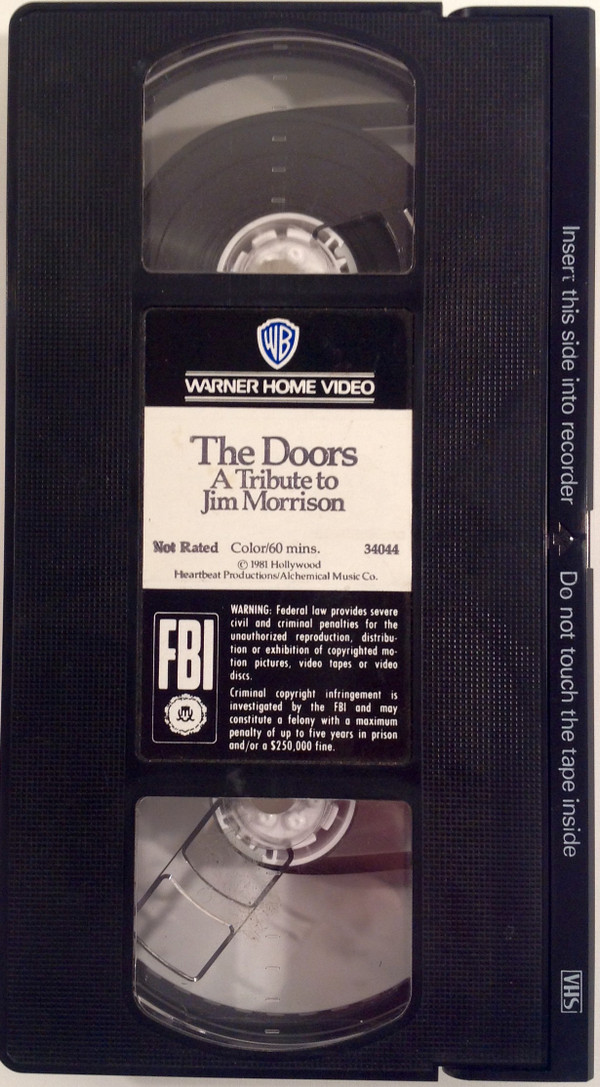 WB
WARNER HOME VIDEO
The Doors
A Tribute to
Jim Morrison
Not Rated Color/60 mins. 34044
© 1981 Hollywood
Heartbeat Productions/Alchemical Music Co.
FBI
WARNING: Federal law provides severe
civil and criminal penalties for the
unauthorized reproduction, distribu-
tion or exhibition of copyrighted mo-
tion pictures, video tapes or video
discs.
Criminal copyright infringement is
investigated by the FBI and may
constitute a felony with a maximum
penalty of up to five years in prison
and/or a $250,000 fine.
Insert this side into recorder
Do not touch the tape inside
VHS